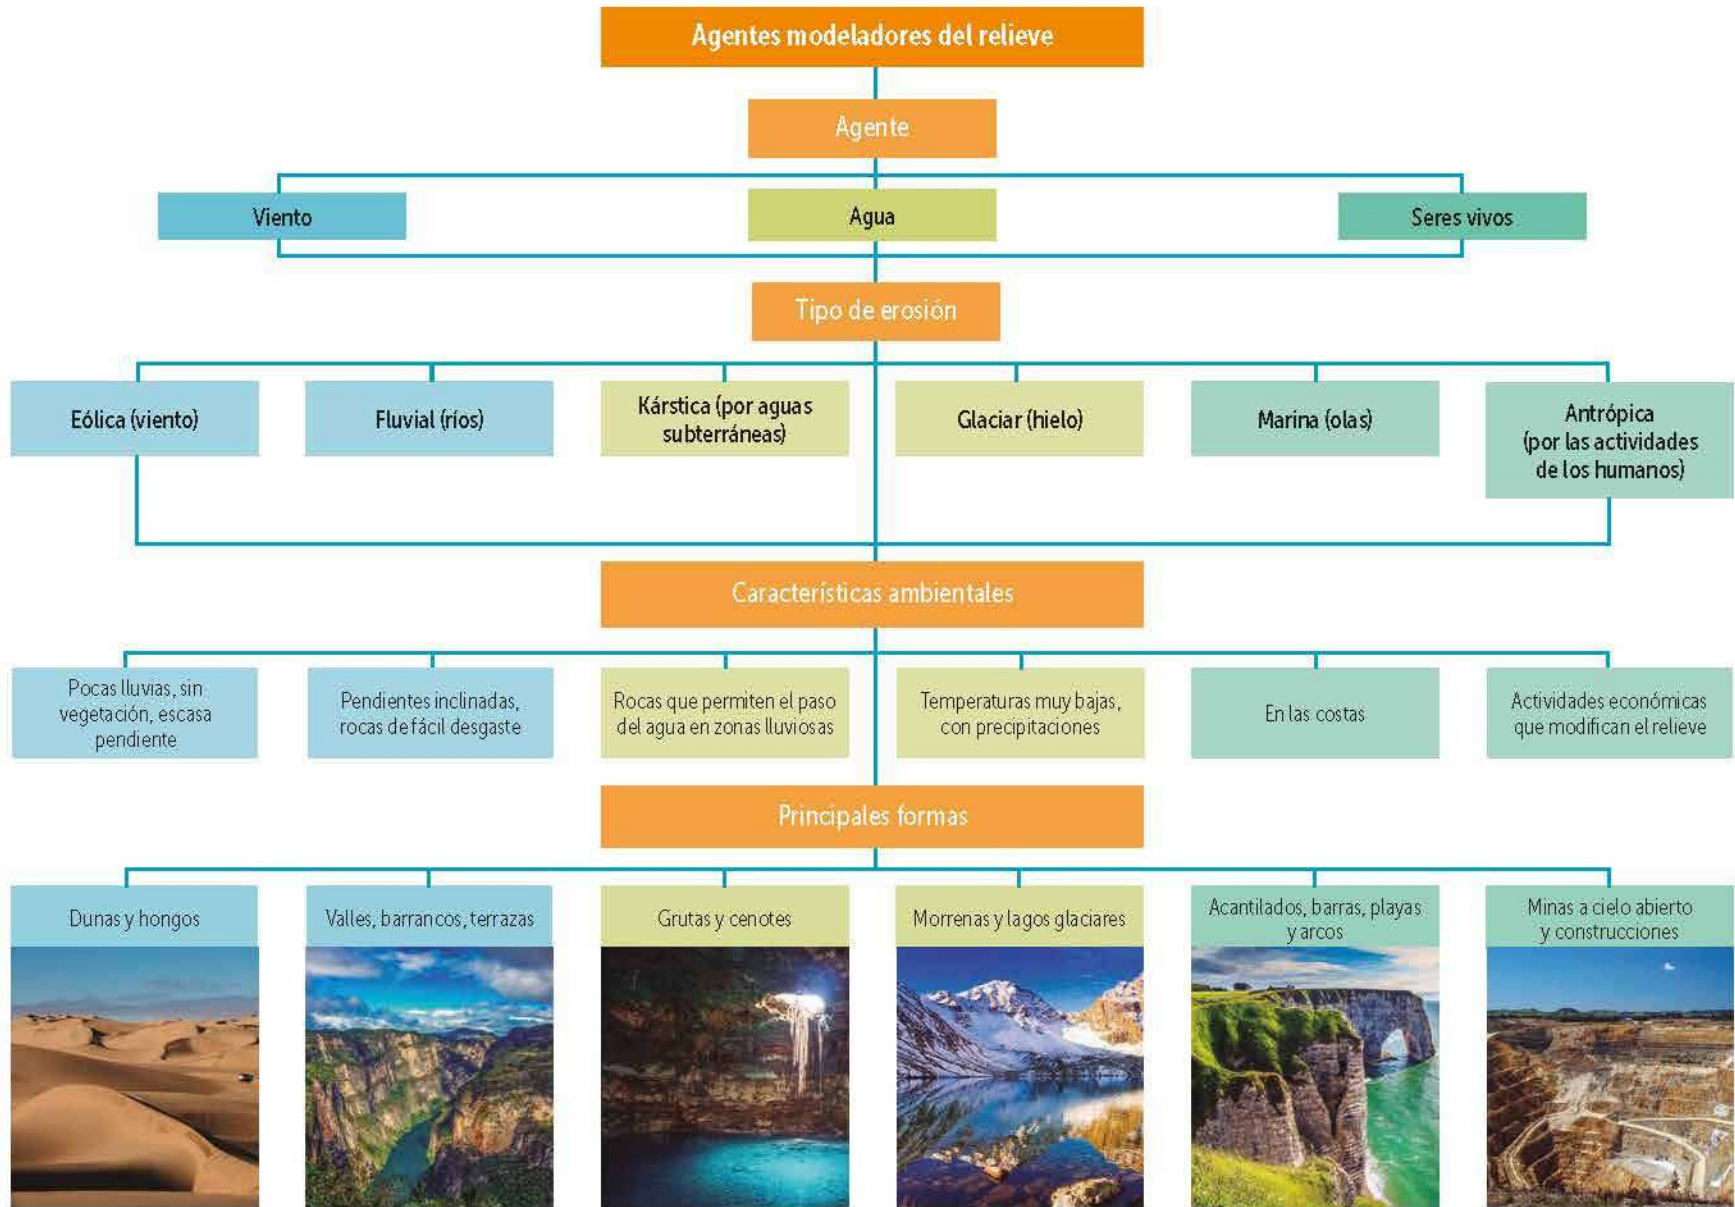 Agentes modeladores del relieve
Agente
Viento
Agua
Seres vivos
Tipo de erosión
Eólica (viento)
Fluvial (ríos)
Kárstica (por aguas
subterráneas)
Glaciar (hielo)
Marina (olas)
Antrópica
(por las actividades
de los humanos)
Características ambientales
Pocas lluvias, sin
vegetación, escasa
pendiente
Pendientes inclinadas,
rocas de fácil desgaste
Rocas que permiten el paso
del agua en zonas lluviosas
Temperaturas muy bajas,
con precipitaciones
En las costas
Actividades económicas
que modifican el relieve
Principales formas
Dunas y hongos
Valles, barrancos, terrazas
Grutas y cenotes
Morrenas y lagos glaciares
Acantilados, barras, playas
y arcos
Minas a cielo abierto
y construcciones